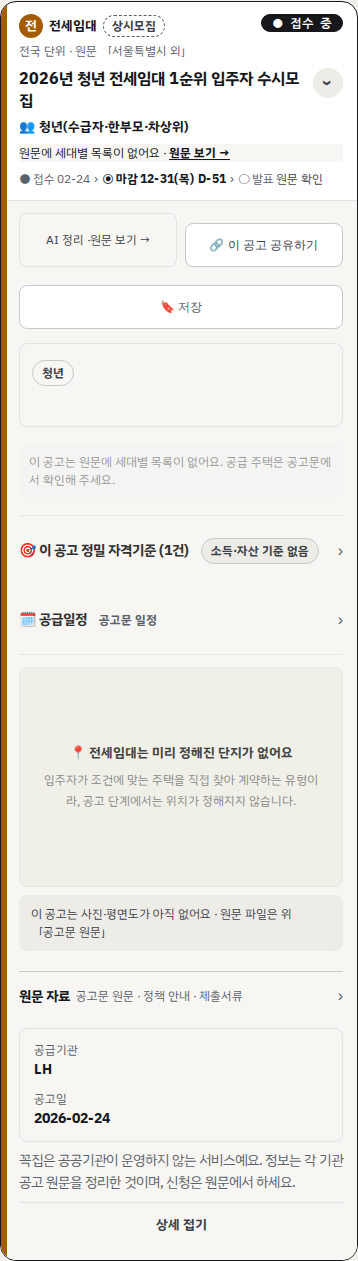 전 전세임대 상시모집 ● 접수 중
전국 단위 · 원문 「서울특별시 외」
2026년 청년 전세임대 1순위 입주자 수시모
집
👥 청년(수급자·한부모·차상위)
원문에 세대별 목록이 없어요 · 원문 보기 →
● 접수 02-24 › ◉ 마감 12-31(목) D-51 › ○ 발표 원문 확인
AI 정리 ·원문 보기 →
🔗 이 공고 공유하기
🔖 저장
청년
이 공고는 원문에 세대별 목록이 없어요. 공급 주택은 공고문에
서 확인해 주세요.
🎯 이 공고 정밀 자격기준 (1건) 소득·자산 기준 없음 ›
🗓️ 공급일정 공고문 일정 ›
📍 전세임대는 미리 정해진 단지가 없어요
입주자가 조건에 맞는 주택을 직접 찾아 계약하는 유형이
라, 공고 단계에서는 위치가 정해지지 않습니다.
이 공고는 사진·평면도가 아직 없어요 · 원문 파일은 위
「공고문 원문」
원문 자료 공고문 원문 · 정책 안내 · 제출서류 ›
공급기관
LH
공고일
2026-02-24
꼭집은 공공기관이 운영하지 않는 서비스예요. 정보는 각 기관
공고 원문을 정리한 것이며, 신청은 원문에서 하세요.
상세 접기